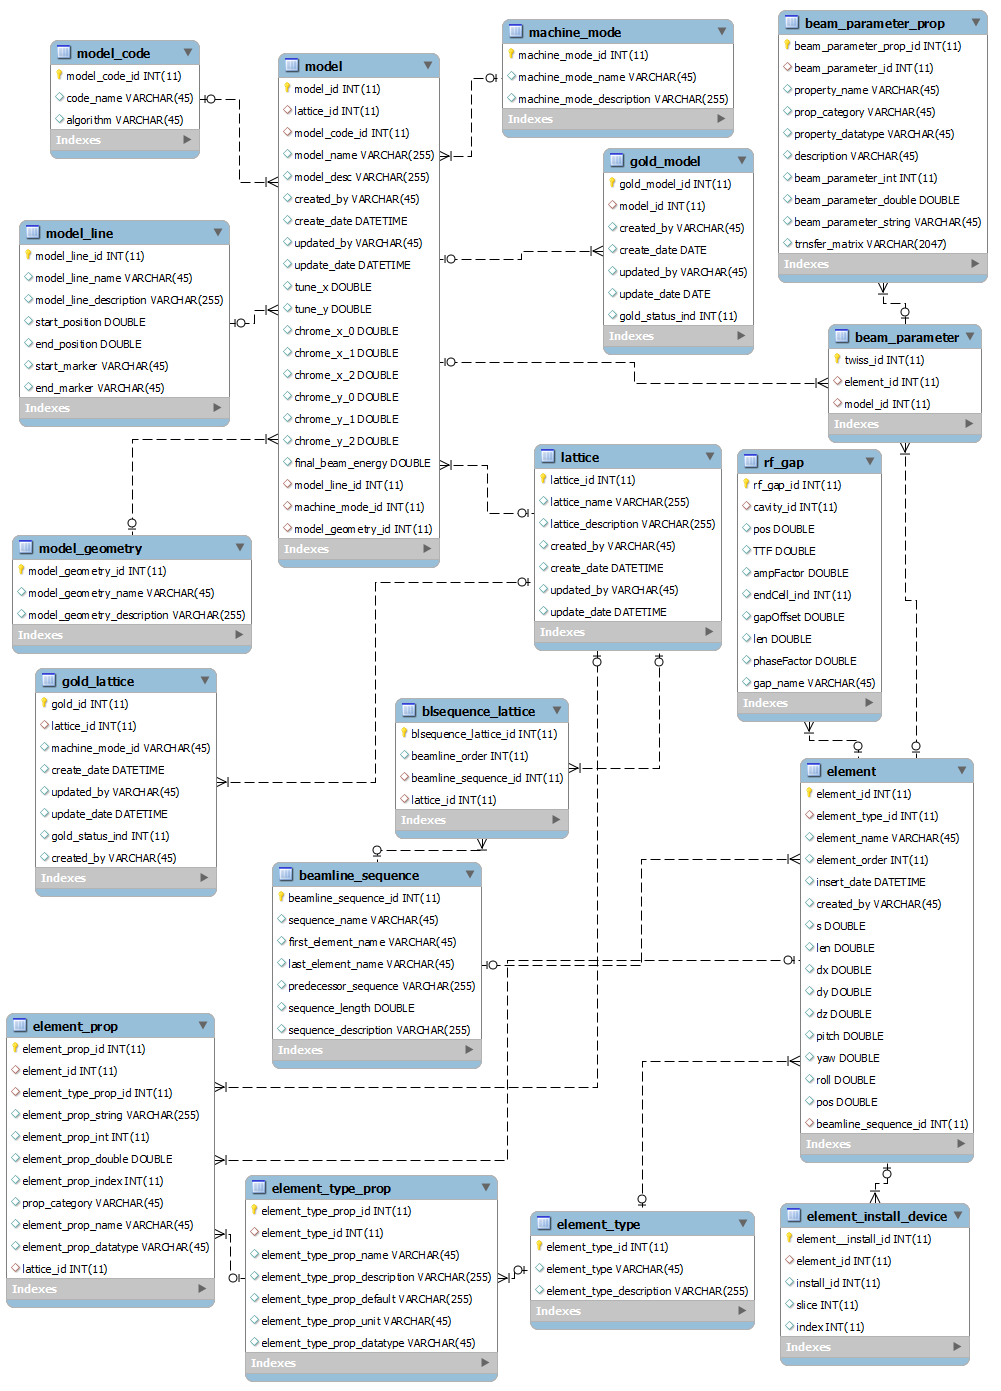 model_code
model_code_id INT(11)
code_name VARCHAR(45)
algorithm VARCHAR(45)
Indexes
model
model_id INT(11)
lattice_id INT(11)
model_code_id INT(11)
model_name VARCHAR(255)
model_desc VARCHAR(255)
created_by VARCHAR(45)
create_date DATETIME
updated_by VARCHAR(45)
update_date DATETIME
tune_x DOUBLE
tune_y DOUBLE
chrome_x_0 DOUBLE
chrome_x_1 DOUBLE
chrome_x_2 DOUBLE
chrome_y_0 DOUBLE
chrome_y_1 DOUBLE
chrome_y_2 DOUBLE
final_beam_energy DOUBLE
model_line_id INT(11)
machine_mode_id INT(11)
model_geometry_id INT(11)
Indexes
machine_mode
machine_mode_id INT(11)
machine_mode_name VARCHAR(45)
machine_mode_description VARCHAR(255)
Indexes
beam_parameter_prop
beam_parameter_prop_id INT(11)
beam_parameter_id INT(11)
property_name VARCHAR(45)
prop_category VARCHAR(45)
property_datatype VARCHAR(45)
description VARCHAR(45)
beam_parameter_int INT(11)
beam_parameter_double DOUBLE
beam_parameter_string VARCHAR(45)
trnsfer_matrix VARCHAR(2047)
Indexes
gold_model
gold_model_id INT(11)
model_id INT(11)
created_by VARCHAR(45)
create_date DATE
updated_by VARCHAR(45)
update_date DATE
gold_status_ind INT(11)
Indexes
model_line
model_line_id INT(11)
model_line_name VARCHAR(45)
model_line_description VARCHAR(255)
start_position DOUBLE
end_position DOUBLE
start_marker VARCHAR(45)
end_marker VARCHAR(45)
Indexes
beam_parameter
twiss_id INT(11)
element_id INT(11)
model_id INT(11)
Indexes
lattice
lattice_id INT(11)
lattice_name VARCHAR(255)
lattice_description VARCHAR(255)
created_by VARCHAR(45)
create_date DATETIME
updated_by VARCHAR(45)
update_date DATETIME
Indexes
rf_gap
rf_gap_id INT(11)
cavity_id INT(11)
pos DOUBLE
TTF DOUBLE
ampFactor DOUBLE
endCell_ind INT(11)
gapOffset DOUBLE
len DOUBLE
phaseFactor DOUBLE
gap_name VARCHAR(45)
Indexes
model_geometry
model_geometry_id INT(11)
model_geometry_name VARCHAR(45)
model_geometry_description VARCHAR(255)
Indexes
gold_lattice
gold_id INT(11)
lattice_id INT(11)
machine_mode_id VARCHAR(45)
create_date DATETIME
updated_by VARCHAR(45)
update_date DATETIME
gold_status_ind INT(11)
created_by VARCHAR(45)
Indexes
blsequence_lattice
blsequence_lattice_id INT(11)
beamline_order INT(11)
beamline_sequence_id INT(11)
lattice_id INT(11)
Indexes
element
element_id INT(11)
element_type_id INT(11)
element_name VARCHAR(45)
element_order INT(11)
insert_date DATETIME
created_by VARCHAR(45)
s DOUBLE
len DOUBLE
dx DOUBLE
dy DOUBLE
dz DOUBLE
pitch DOUBLE
yaw DOUBLE
roll DOUBLE
pos DOUBLE
beamline_sequence_id INT(11)
Indexes
beamline_sequence
beamline_sequence_id INT(11)
sequence_name VARCHAR(45)
first_element_name VARCHAR(45)
last_element_name VARCHAR(45)
predecessor_sequence VARCHAR(255)
sequence_length DOUBLE
sequence_description VARCHAR(255)
Indexes
element_prop
element_prop_id INT(11)
element_id INT(11)
element_type_prop_id INT(11)
element_prop_string VARCHAR(255)
element_prop_int INT(11)
element_prop_double DOUBLE
element_prop_index INT(11)
prop_category VARCHAR(45)
element_prop_name VARCHAR(45)
element_prop_datatype VARCHAR(45)
lattice_id INT(11)
Indexes
element_type_prop
element_type_prop_id INT(11)
element_type_id INT(11)
element_type_prop_name VARCHAR(45)
element_type_prop_description VARCHAR(255)
element_type_prop_default VARCHAR(255)
element_type_prop_unit VARCHAR(45)
element_type_prop_datatype VARCHAR(45)
Indexes
element_type
element_type_id INT(11)
element_type VARCHAR(45)
element_type_description VARCHAR(255)
Indexes
element_install_device
element__install_id INT(11)
element_id INT(11)
install_id INT(11)
slice INT(11)
index INT(11)
Indexes